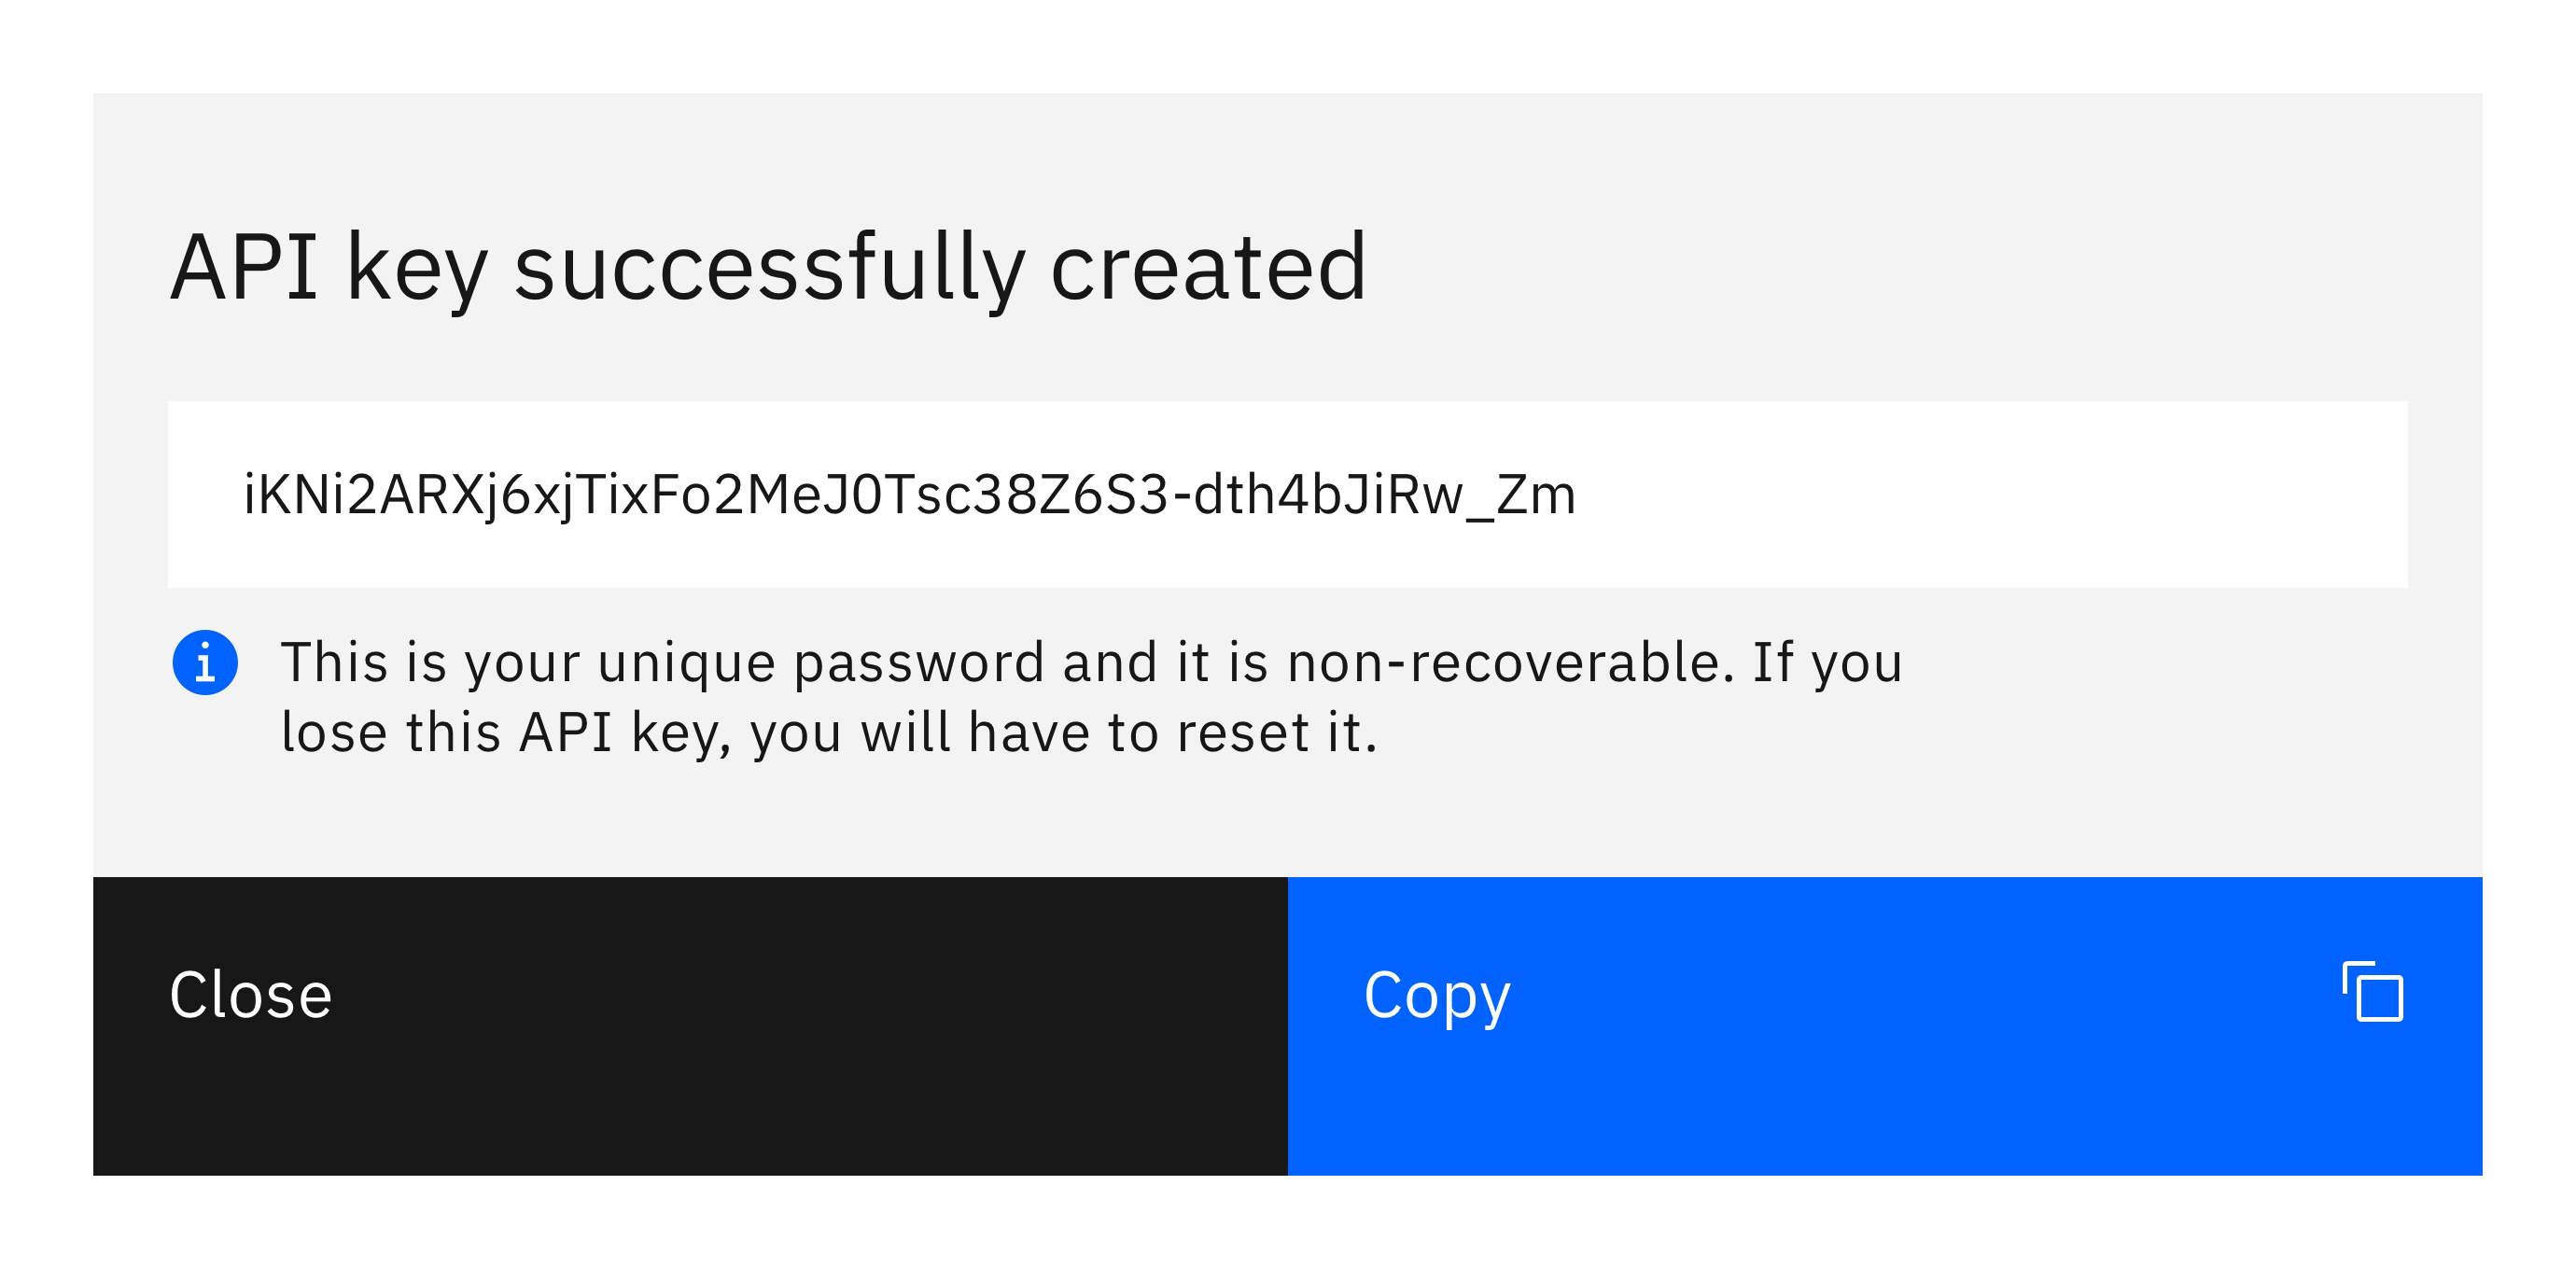 API key successfully created
iKNi2ARXj6xjTixFo2MeJ0Tsc38Z6S3-dth4bJiRw_Zm
This is your unique password and it is non-recoverable. If you
lose this API key, you will have to reset it.
Close
Copy